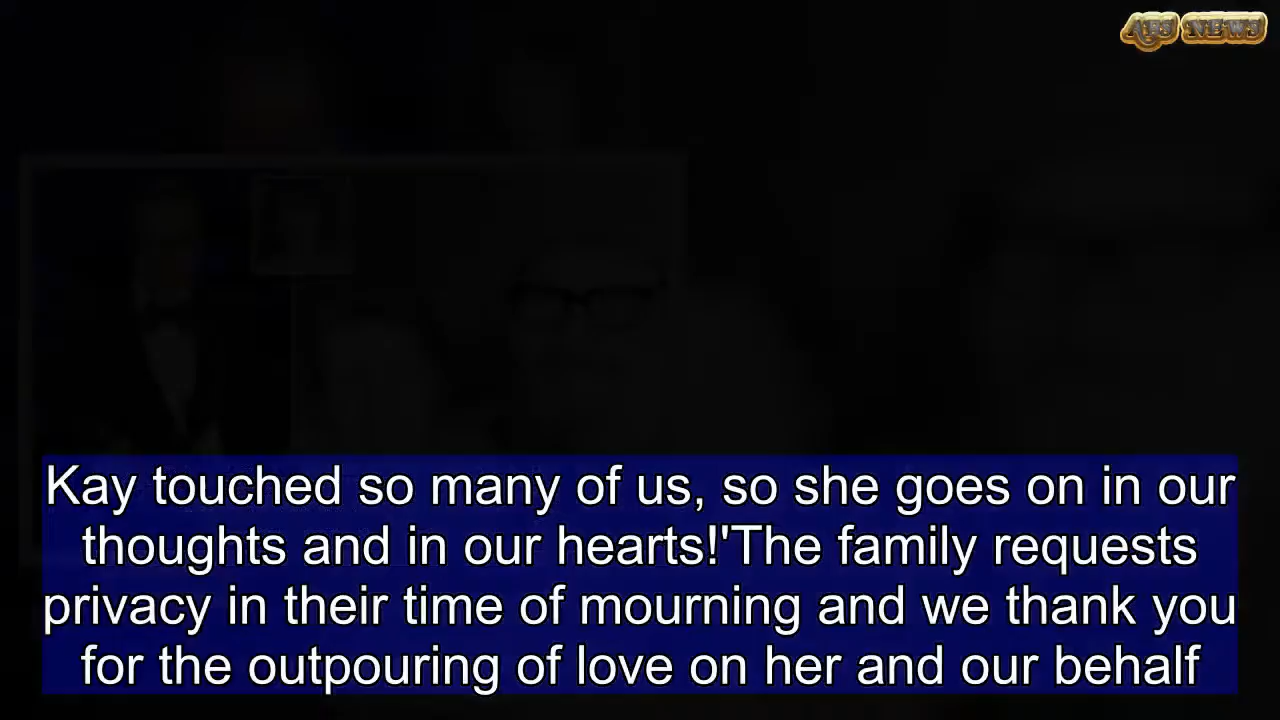 AFS NEWS
Kay touched so many of us, so she goes on in our
thoughts and in our hearts!'The family requests
privacy in their time of mourning and we thank you
for the outpouring of love on her and our behalf